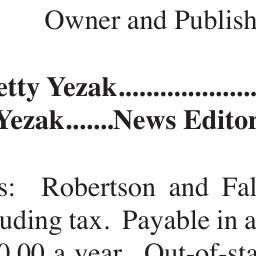 Owner and Publish
etty Yezak......................
Yezak.......News Editor
s: Robertson and Fal
uding tax. Payable in a
0.00 a year. Out-of-sta